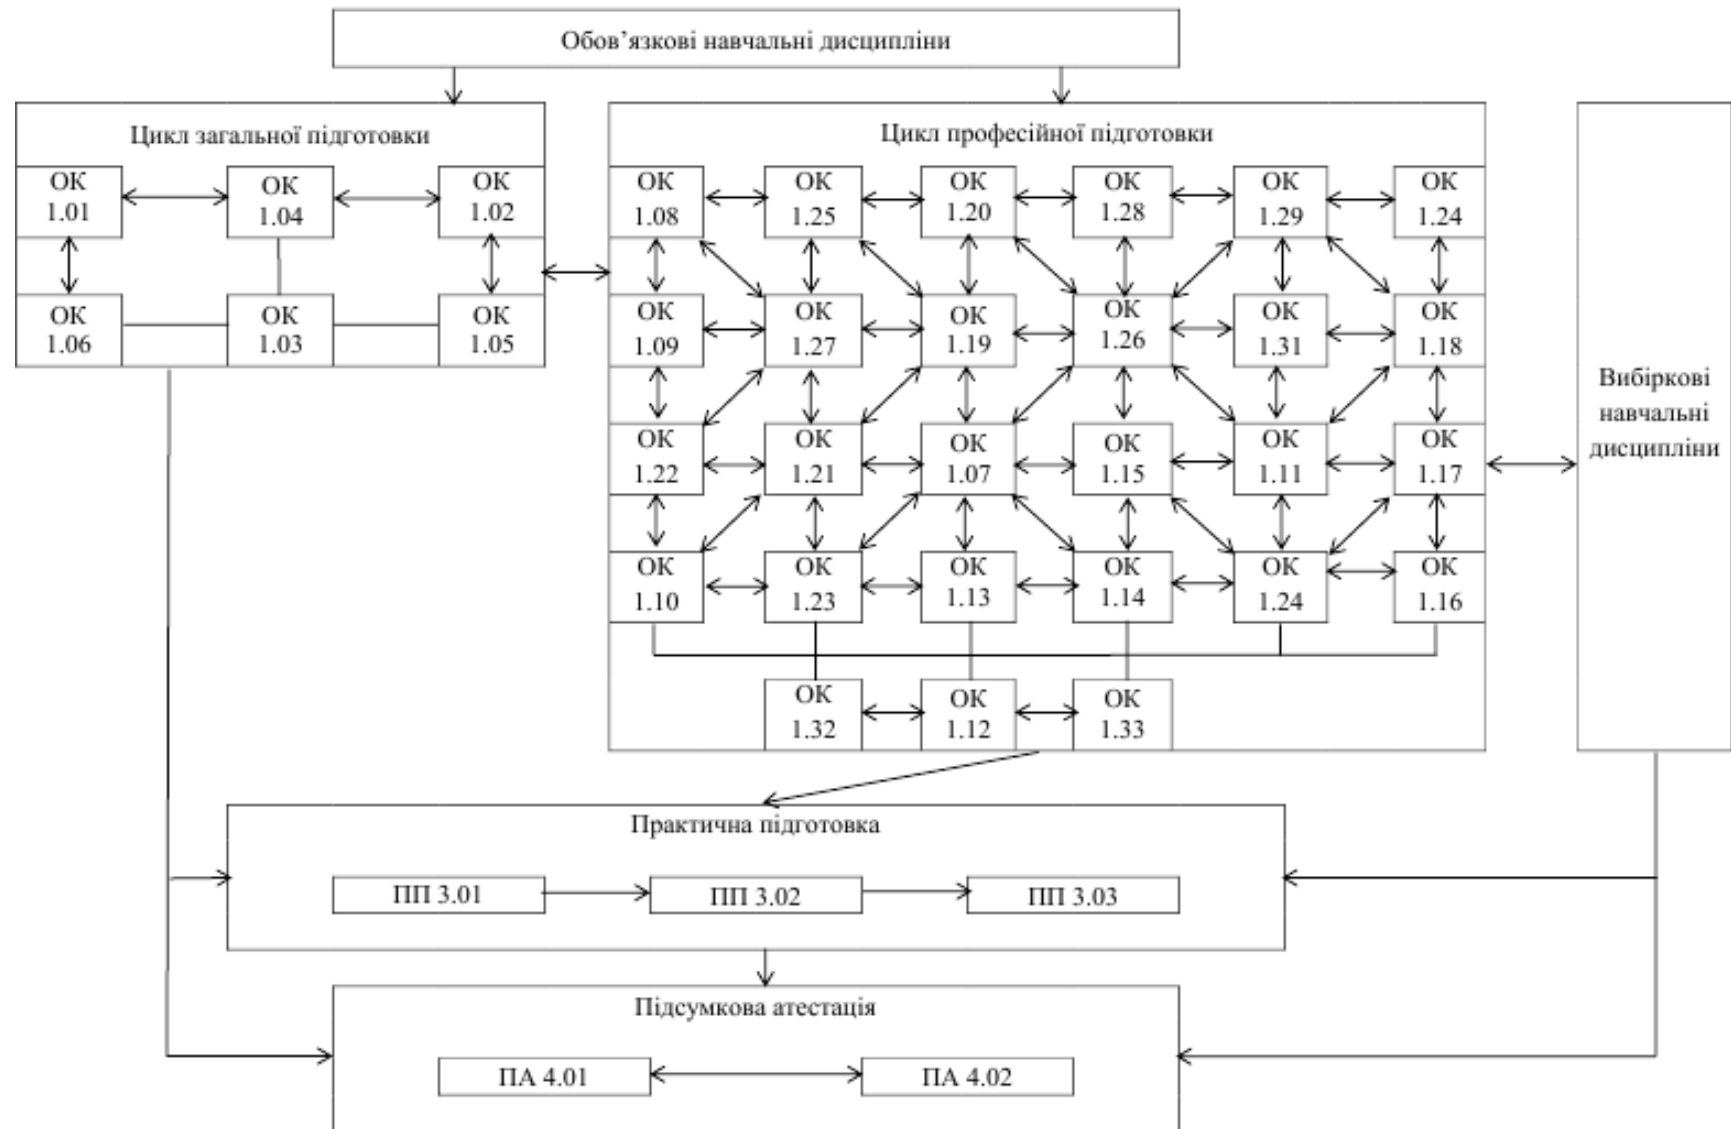 Обов’язкові навчальні дисципліни
Цикл загальної підготовки
ОК
1.01
ОК
1.04
ОК
1.02
ОК
1.06
ОК
1.03
ОК
1.05
Цикл професійної підготовки
ОК
1.08
ОК
1.25
ОК
1.20
ОК
1.28
ОК
1.29
ОК
1.24
ОК
1.09
ОК
1.27
ОК
1.19
ОК
1.26
ОК
1.31
ОК
1.18
ОК
1.22
ОК
1.21
ОК
1.07
ОК
1.15
ОК
1.11
ОК
1.17
ОК
1.10
ОК
1.23
ОК
1.13
ОК
1.14
ОК
1.24
ОК
1.16
ОК
1.32
ОК
1.12
ОК
1.33
Вибіркові
навчальні
дисципліни
Практична підготовка
ПП 3.01
ПП 3.02
ПП 3.03
Підсумкова атестація
ПА 4.01
ПА 4.02